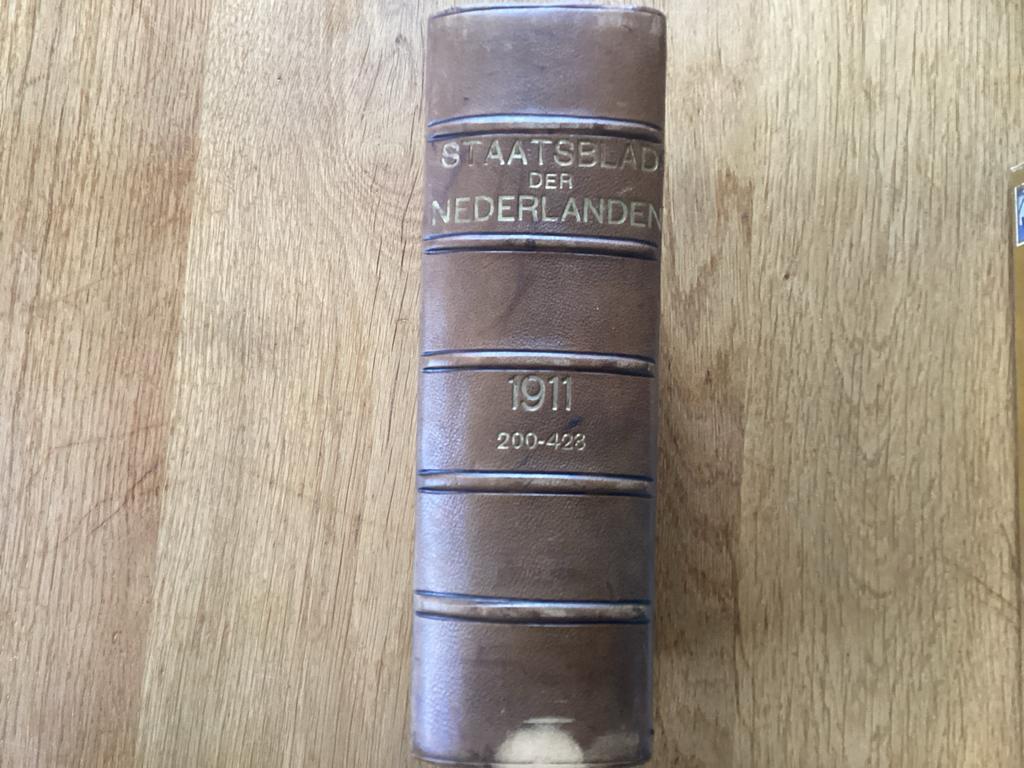 STAATSBLAD
DER
NEDERLANDEN
1911
200-428